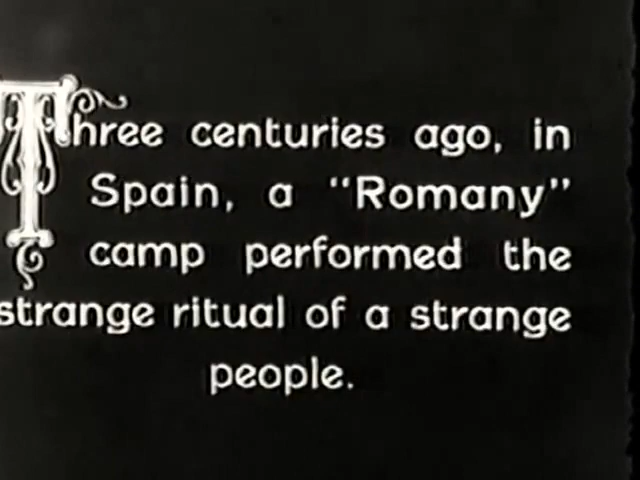 Three centuries ago, in
Spain, a "Romany"
camp performed the
strange ritual of a strange
people.